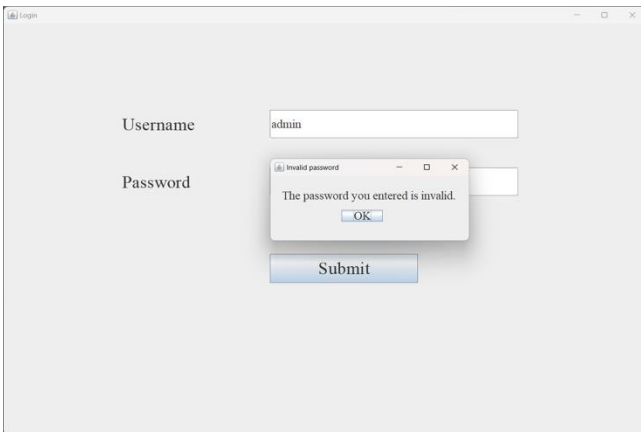 Login
Username
admin
Invalid password
Password
The password you entered is invalid.
OK
Submit